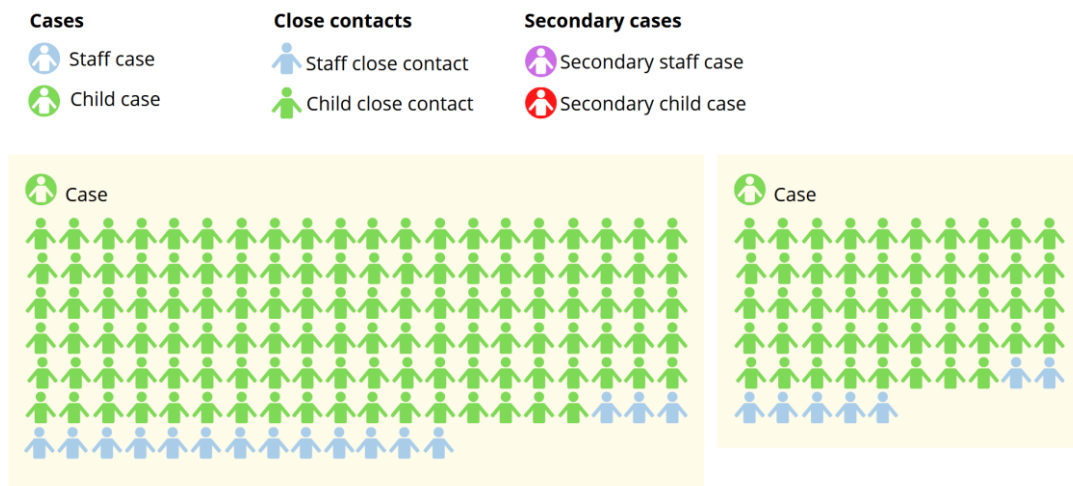 Cases
Close contacts
Secondary cases
Staff case
Staff close contact
Secondary staff case
Child case
Child close contact
Secondary child case
Case
Case